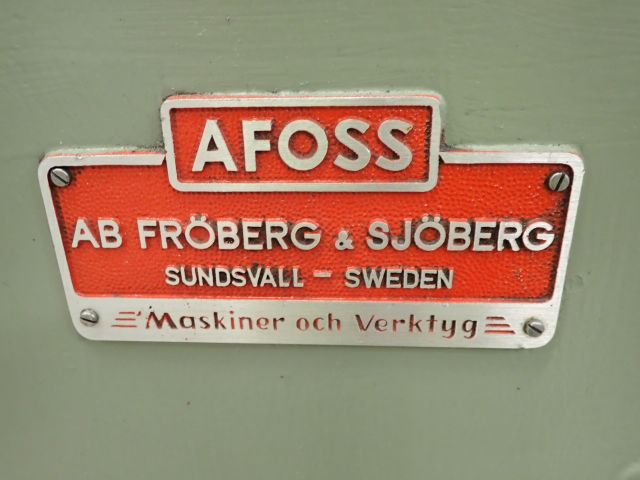 AFOSS
AB FRÖBERG & SJÖBERG
SUNDSVALL - SWEDEN
Maskiner och Verktyg